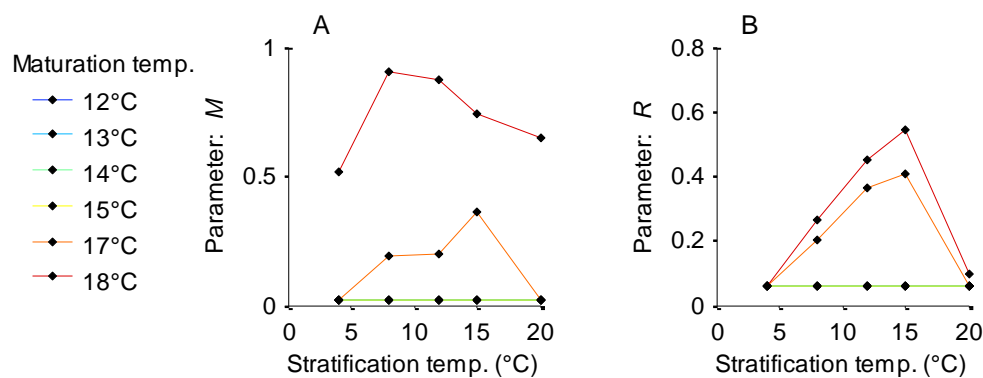 Maturation temp.
12°C
13°C
14°C
15°C
17°C
18°C
A
Parameter: M
1
0.5
0
0 5 10 15 20
Stratification temp. (°C)
B
Parameter: R
0.8
0.6
0.4
0.2
0
0 5 10 15 20
Stratification temp. (°C)